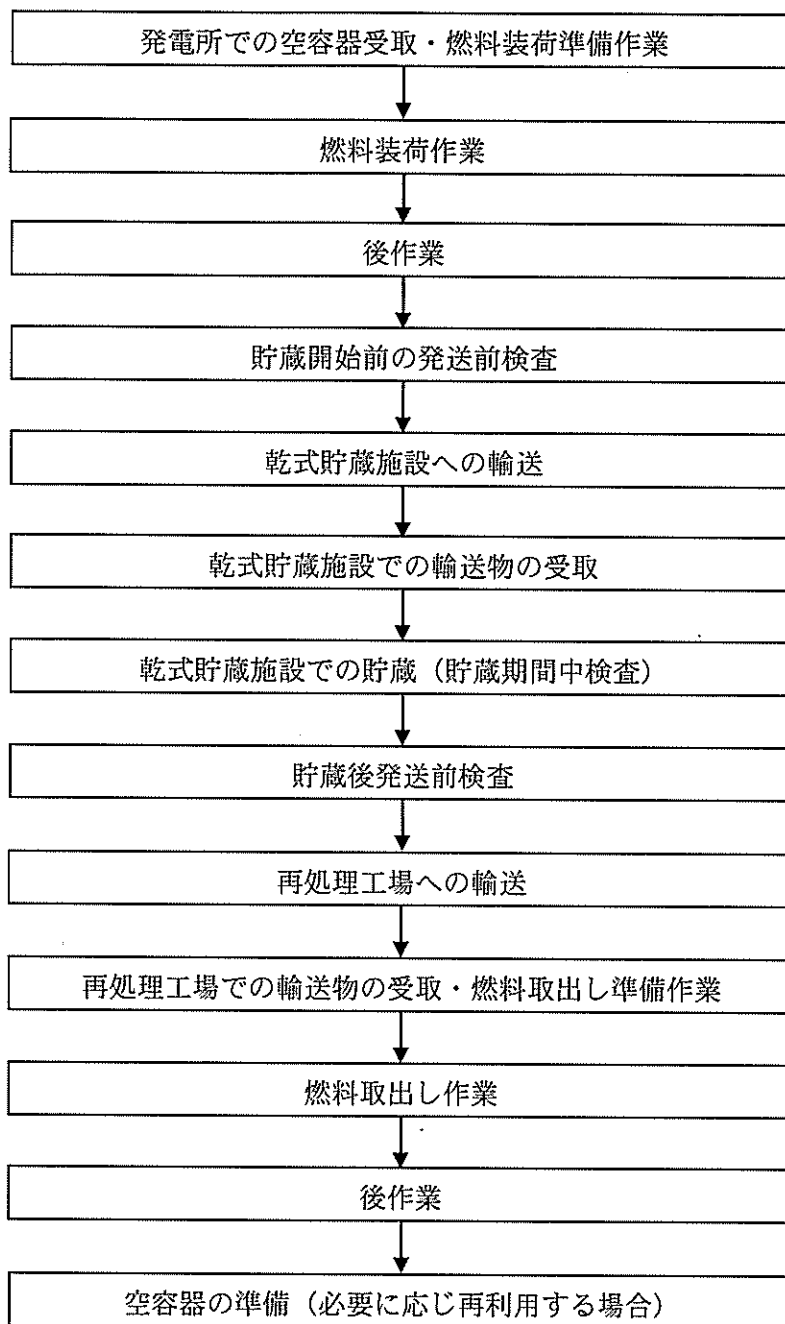 発電所での空容器受取・燃料装荷準備作業
燃料装荷作業
後作業
貯蔵開始前の発送前検査
乾式貯蔵施設への輸送
乾式貯蔵施設での輸送物の受取
乾式貯蔵施設での貯蔵（貯蔵期間中検査）
貯蔵後発送前検査
再処理工場への輸送
再処理工場での輸送物の受取・燃料取出し準備作業
燃料取出し作業
後作業
空容器の準備（必要に応じ再利用する場合）